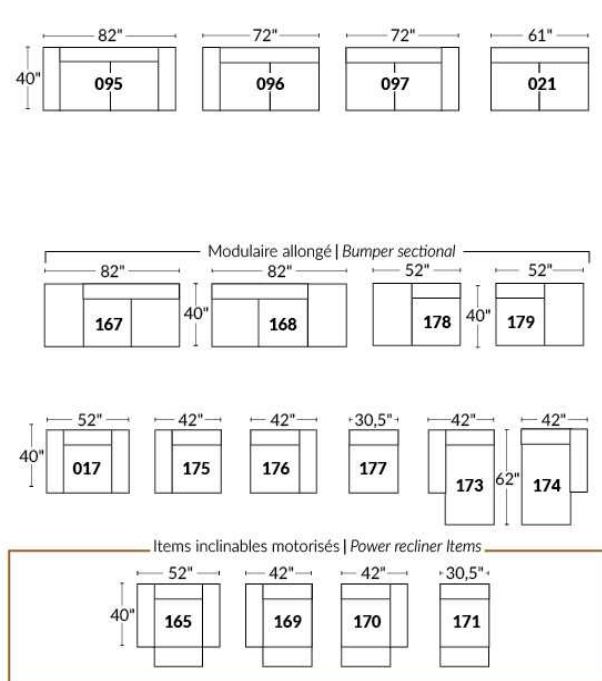 82" 72" 72" 61"
40" 095 096 097 021
Modulaire allongé | Bumper sectional
82" 82" 52" 52"
167 40" 168 178 40" 179
52" 42" 42" 30,5" 42" 42"
40" 017 175 176 177 173 62" 174
Items inclinables motorisés | Power recliner Items
52" 42" 42" 30,5"
40" 165 169 170 171